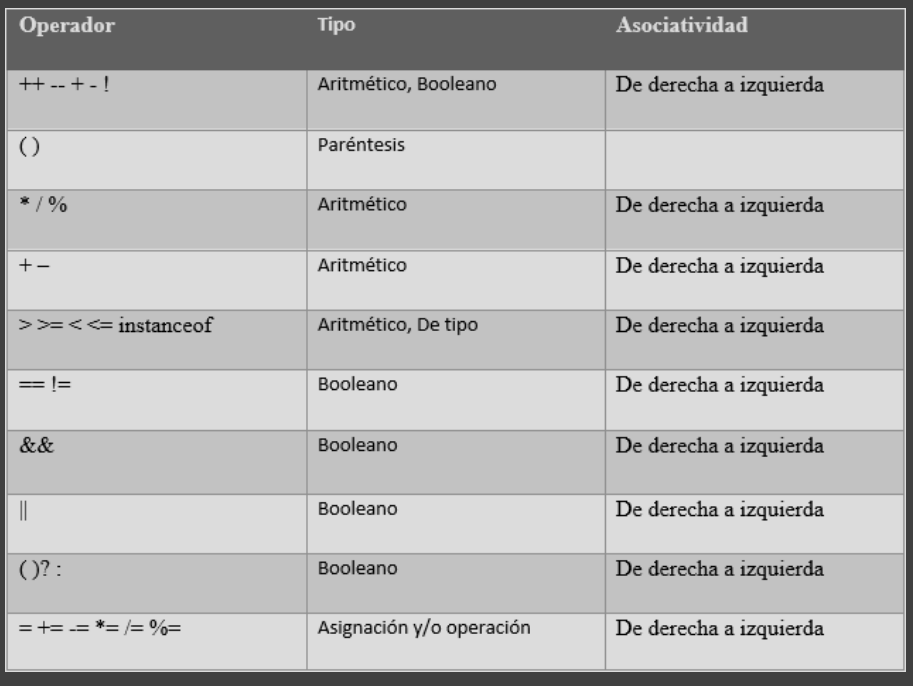 Operador Tipo Asociatividad
++ -- + - ! Aritmético, Booleano De derecha a izquierda
( ) Paréntesis
* / % Aritmético De derecha a izquierda
+ – Aritmético De derecha a izquierda
> >= < <= instanceof Aritmético, De tipo De derecha a izquierda
== != Booleano De derecha a izquierda
&& Booleano De derecha a izquierda
|| Booleano De derecha a izquierda
( )? : Booleano De derecha a izquierda
= += -= *= /= %= Asignación y/o operación De derecha a izquierda